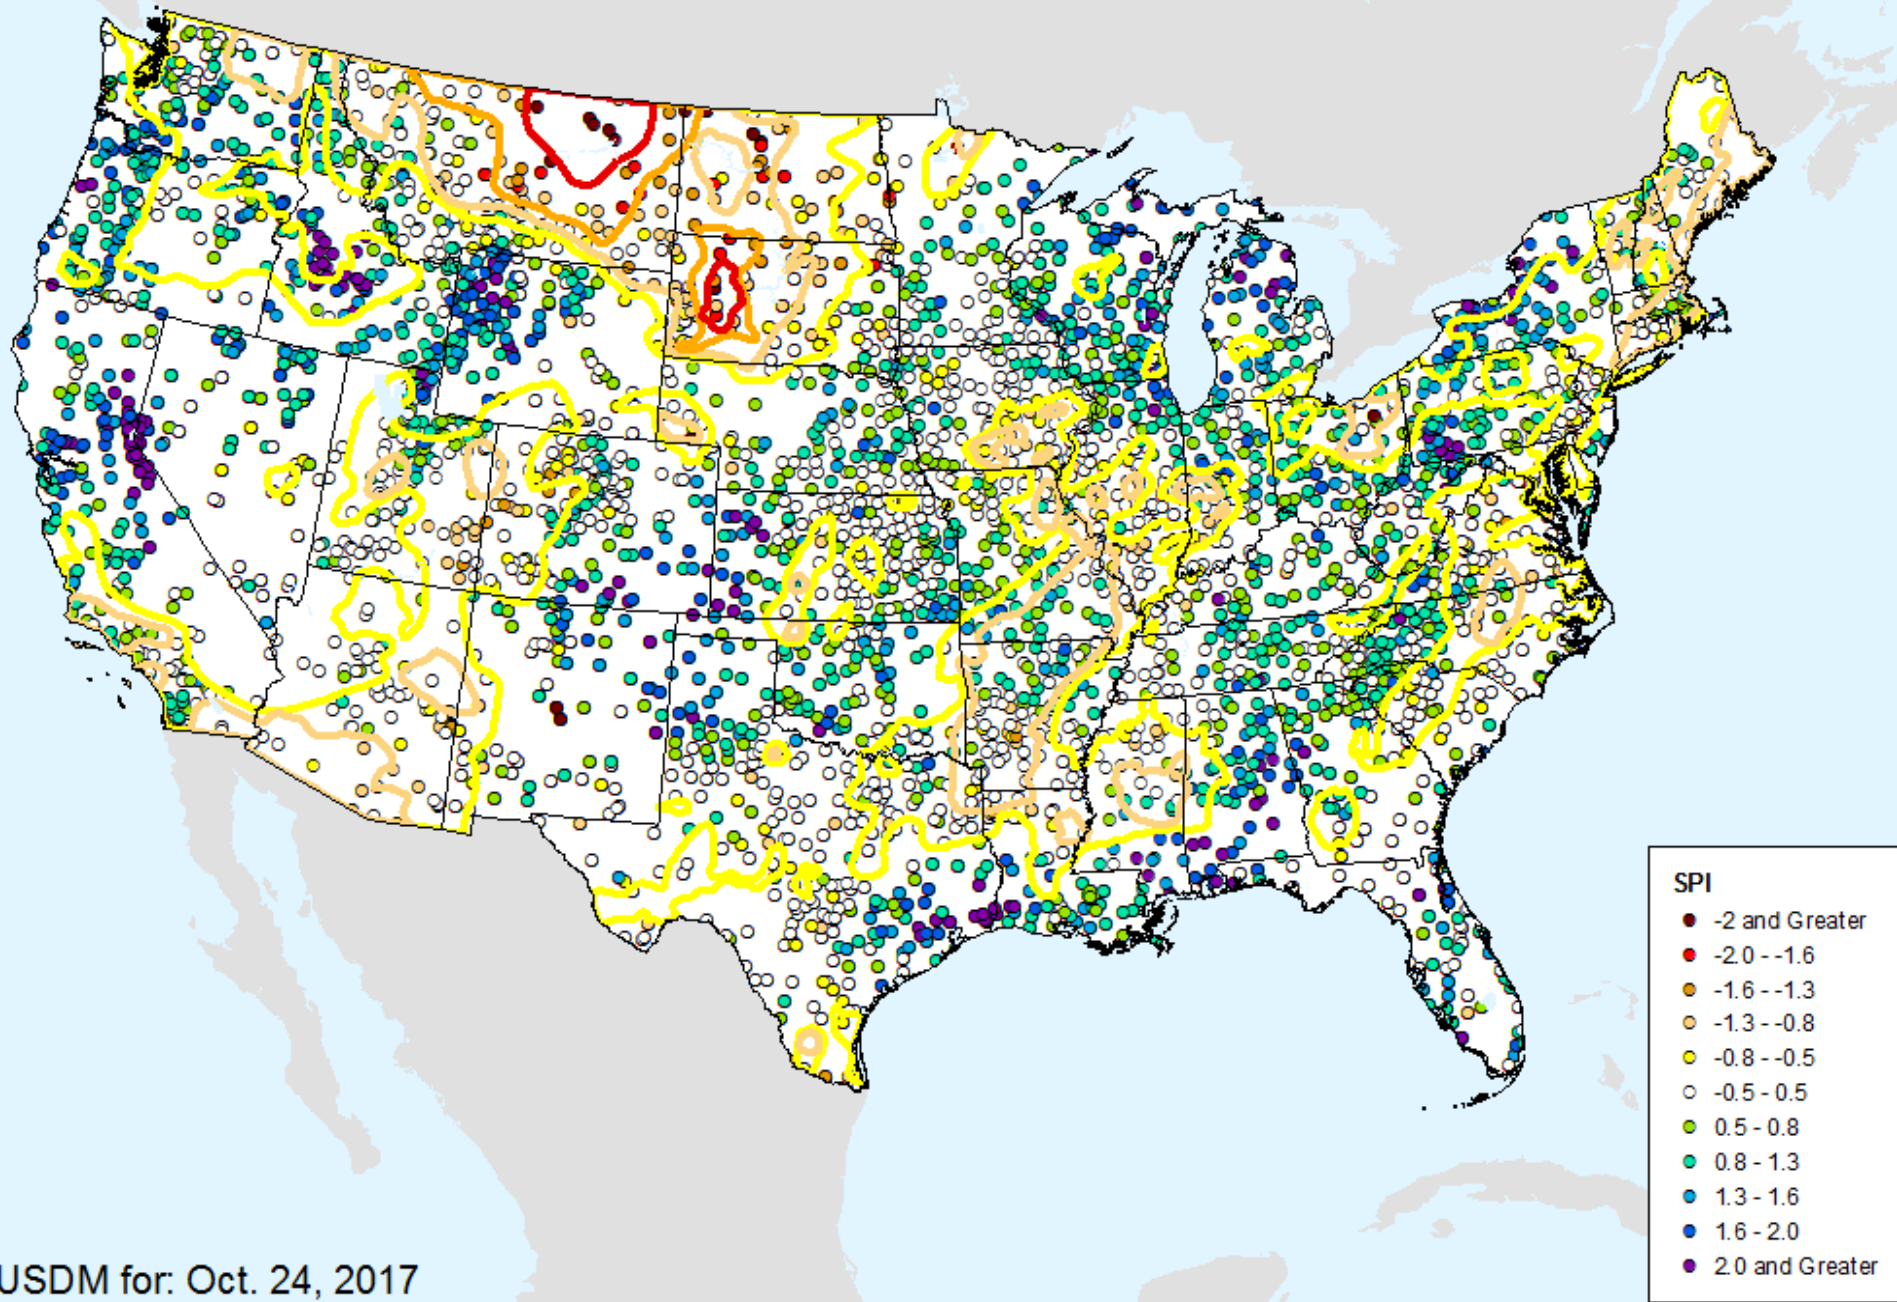 SPI
-2 and Greater
-2.0 - -1.6
-1.6 - -1.3
-1.3 - -0.8
-0.8 - -0.5
-0.5 - 0.5
0.5 - 0.8
0.8 - 1.3
1.3 - 1.6
1.6 - 2.0
2.0 and Greater
USDM for: Oct. 24, 2017